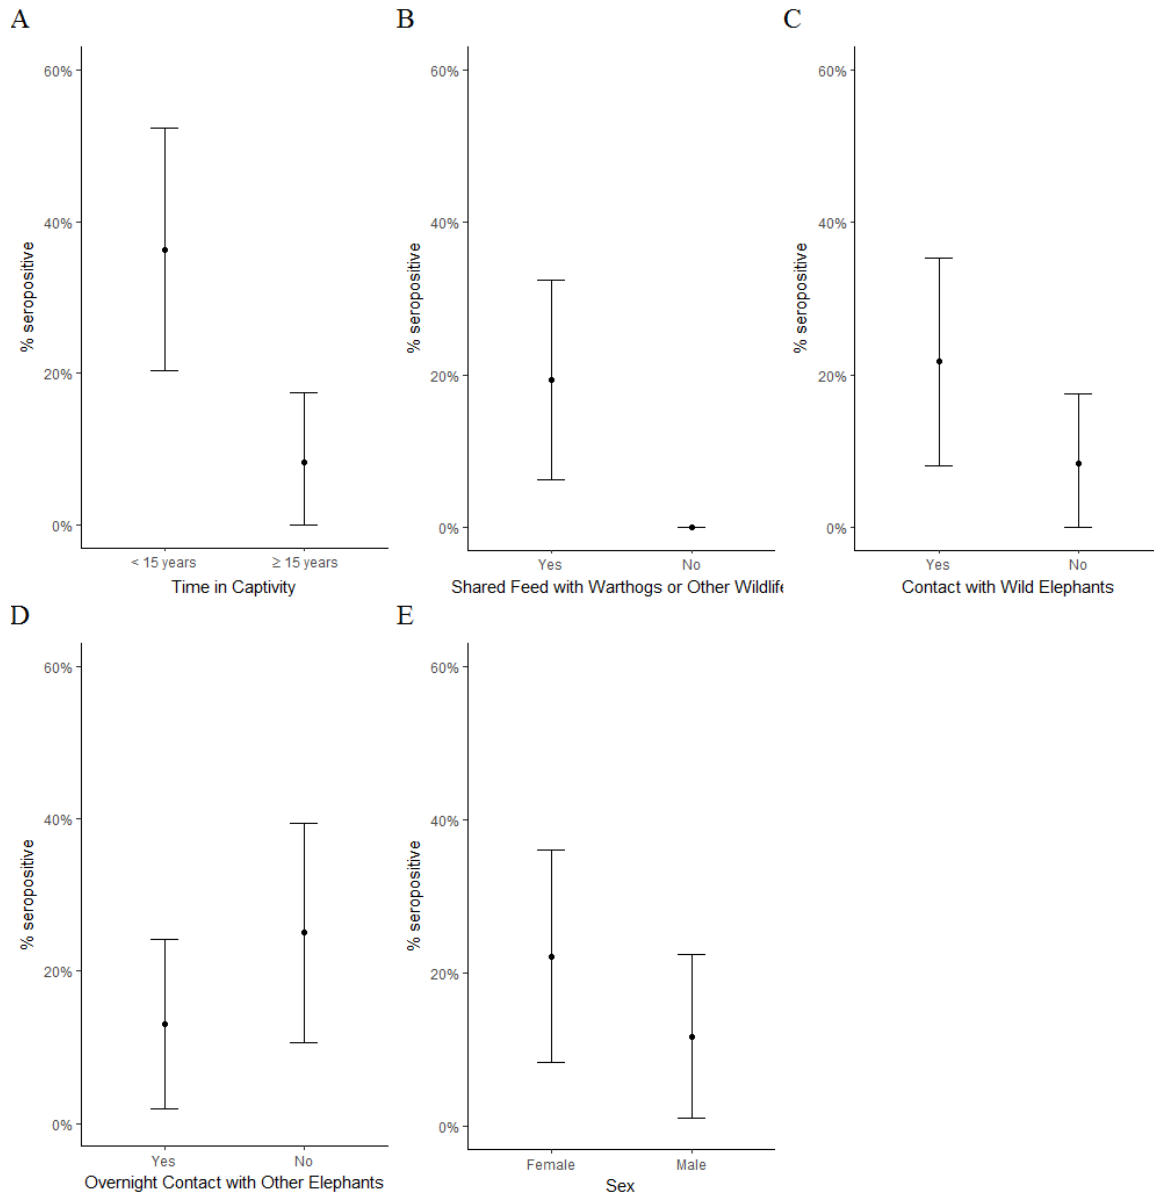 A
60%
40%
20%
0%
% seropositive
< 15 years
≥ 15 years
Time in Captivity
B
60%
40%
20%
0%
% seropositive
Yes
No
Shared Feed with Warthogs or Other Wildlife
C
60%
40%
20%
0%
% seropositive
Yes
No
Contact with Wild Elephants
D
60%
40%
20%
0%
% seropositive
Yes
No
Overnight Contact with Other Elephants
E
60%
40%
20%
0%
% seropositive
Female
Male
Sex